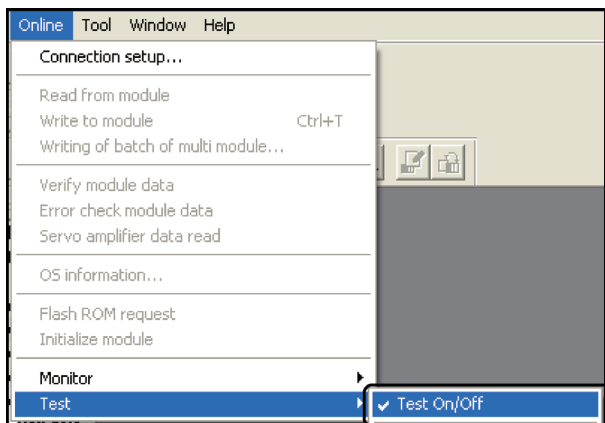 Online Tool Window Help
Connection setup...
Read from module
Write to module Ctrl+T
Writing of batch of multi module...
Verify module data
Error check module data
Servo amplifier data read
OS information...
Flash ROM request
Initialize module
Monitor
Test
Test On/Off